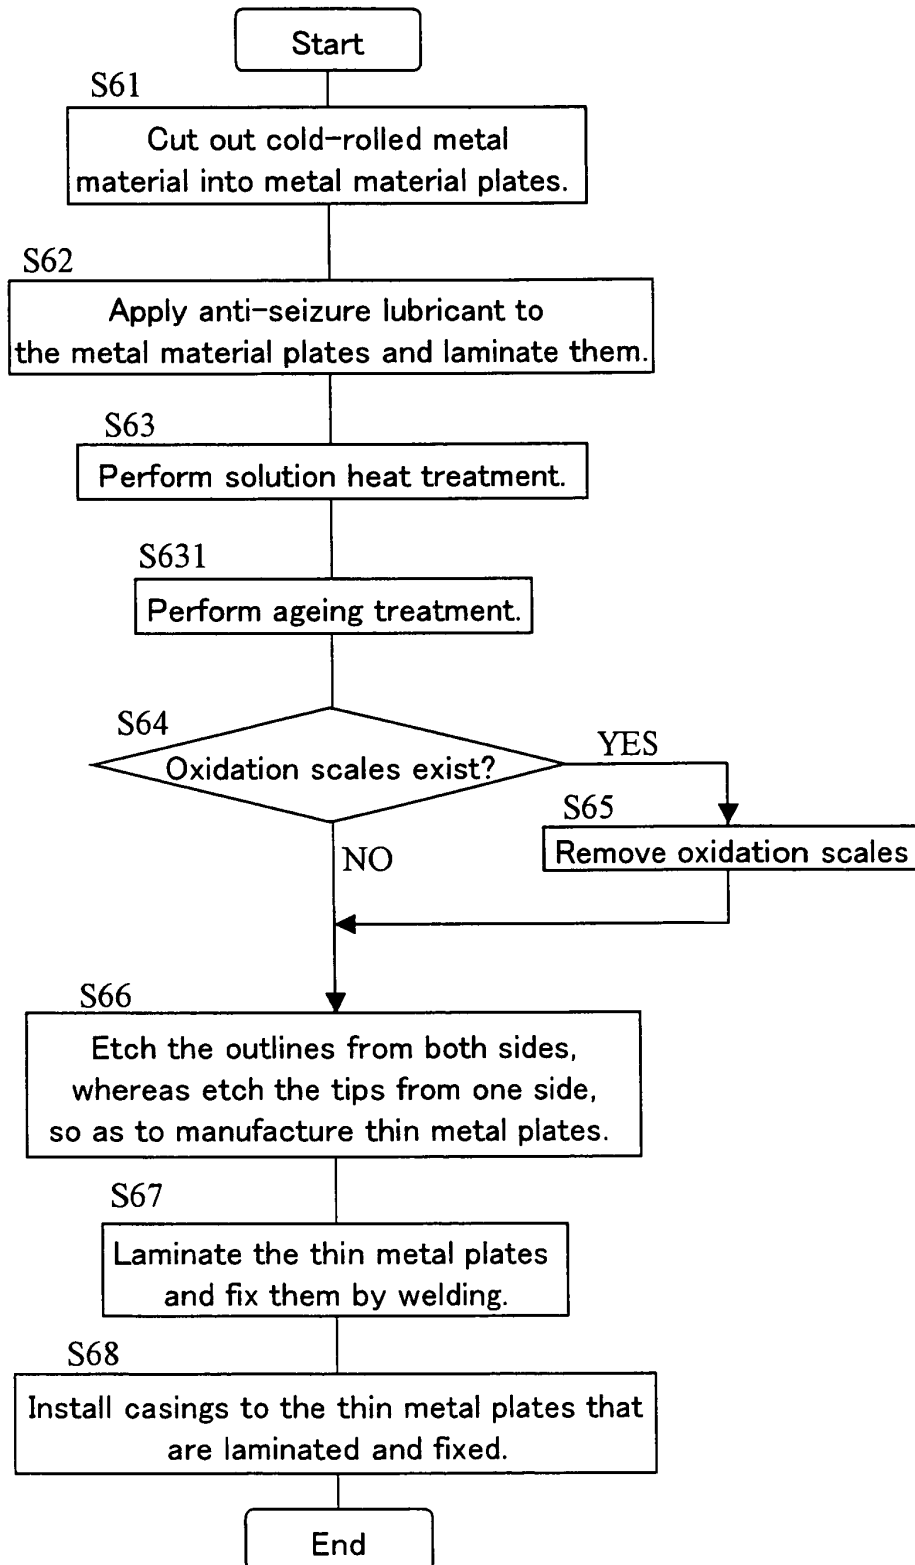 Start
S61
Cut out cold-rolled metal
material into metal material plates.
S62
Apply anti-seizure lubricant to
the metal material plates and laminate them.
S63
Perform solution heat treatment.
S631
Perform ageing treatment.
S64
Oxidation scales exist?
YES
S65
Remove oxidation scales
NO
S66
Etch the outlines from both sides,
whereas etch the tips from one side,
so as to manufacture thin metal plates.
S67
Laminate the thin metal plates
and fix them by welding.
S68
Install casings to the thin metal plates that
are laminated and fixed.
End